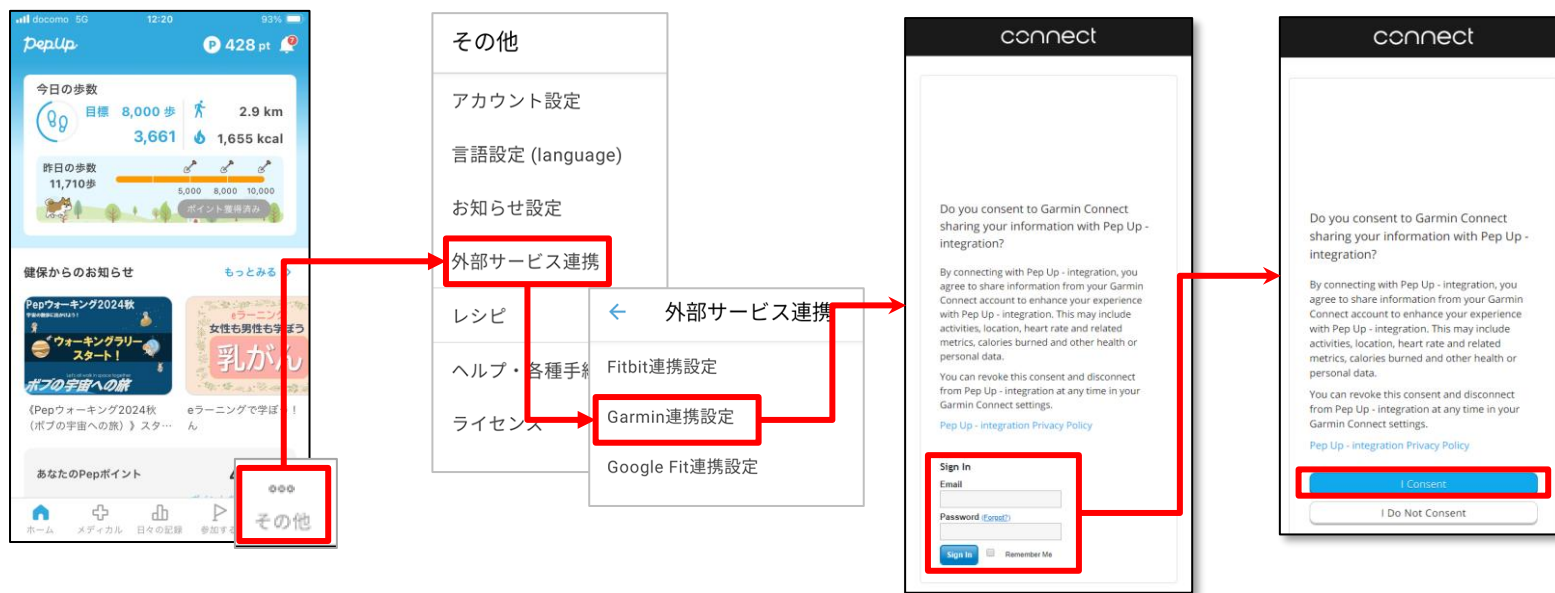 docomo 5G 12:20 93%
PepUp P 428 pt
今日の歩数
目標 8,000 歩 2.9 km
3,661 1,655 kcal
昨日の歩数
11,710歩
5,000 8,000 10,000
ポイント獲得済み
健保からのお知らせ もっとみる
Pepウォーキング2024秋
ウォーキングラリー
スタート！
ボブの宇宙への旅
eラーニング
女性も男性も学ぼう
乳がん
《Pepウォーキング2024秋
（ボブの宇宙への旅）》スタ…
eラーニングで学ぼう！
ん
あなたのPepポイント
ホーム メディカル 日々の記録 参加する
その他
その他
アカウント設定
言語設定 (language)
お知らせ設定
外部サービス連携
レシピ
ヘルプ・各種手続
ライセンス
← 外部サービス連携
Fitbit連携設定
Garmin連携設定
Google Fit連携設定
connect
Do you consent to Garmin Connect
sharing your information with Pep Up -
integration?
By connecting with Pep Up - integration, you
agree to share information from your Garmin
Connect account to enhance your experience
with Pep Up - integration. This may include
activities, location, heart rate and related
metrics, calories burned and other health or
personal data.
You can revoke this consent and disconnect
from Pep Up - integration at any time in your
Garmin Connect settings.
Pep Up - integration Privacy Policy
Sign In
Email
Password (Forgot?)
Sign In Remember Me
connect
Do you consent to Garmin Connect
sharing your information with Pep Up -
integration?
By connecting with Pep Up - integration, you
agree to share information from your Garmin
Connect account to enhance your experience
with Pep Up - integration. This may include
activities, location, heart rate and related
metrics, calories burned and other health or
personal data.
You can revoke this consent and disconnect
from Pep Up - integration at any time in your
Garmin Connect settings.
Pep Up - integration Privacy Policy
I Consent
I Do Not Consent